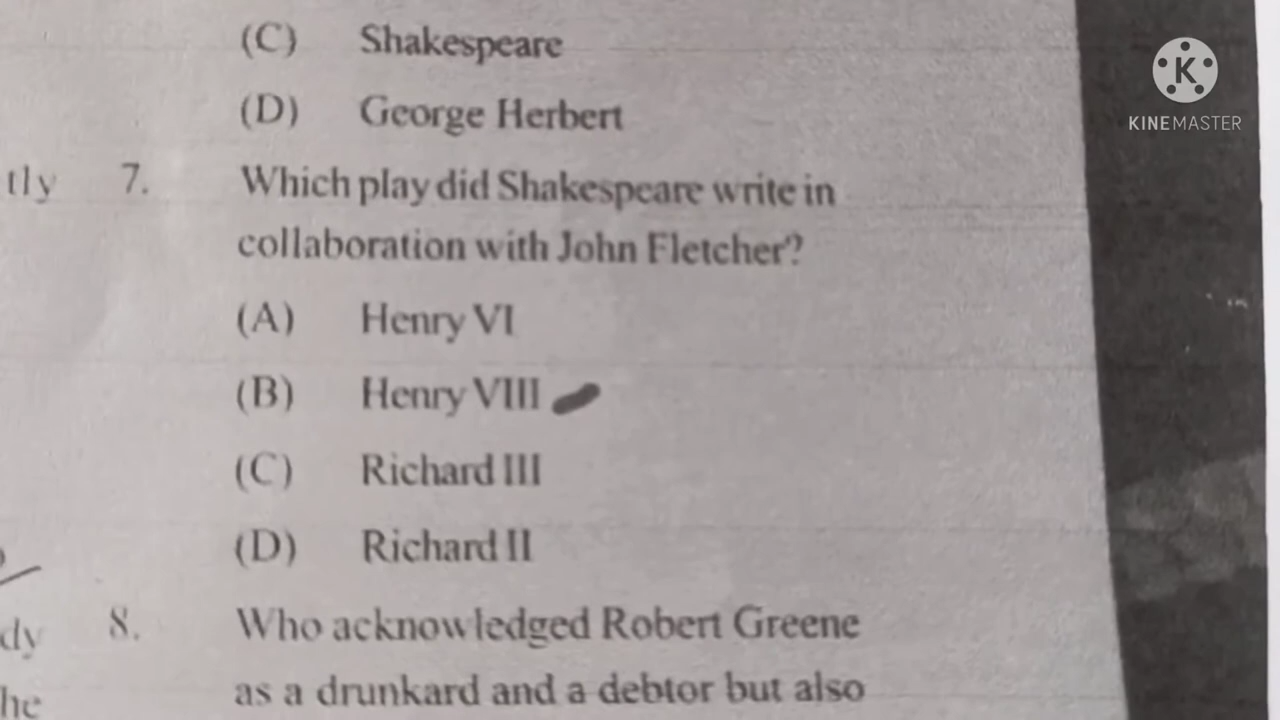 (C) Shakespeare
(D) George Herbert
tly 7. Which play did Shakespeare write in
collaboration with John Fletcher?
(A) Henry VI
(B) Henry VIII
(C) Richard III
(D) Richard II
dy 8. Who acknowledged Robert Greene
he as a drunkard and a debtor but also
K
KINEMASTER